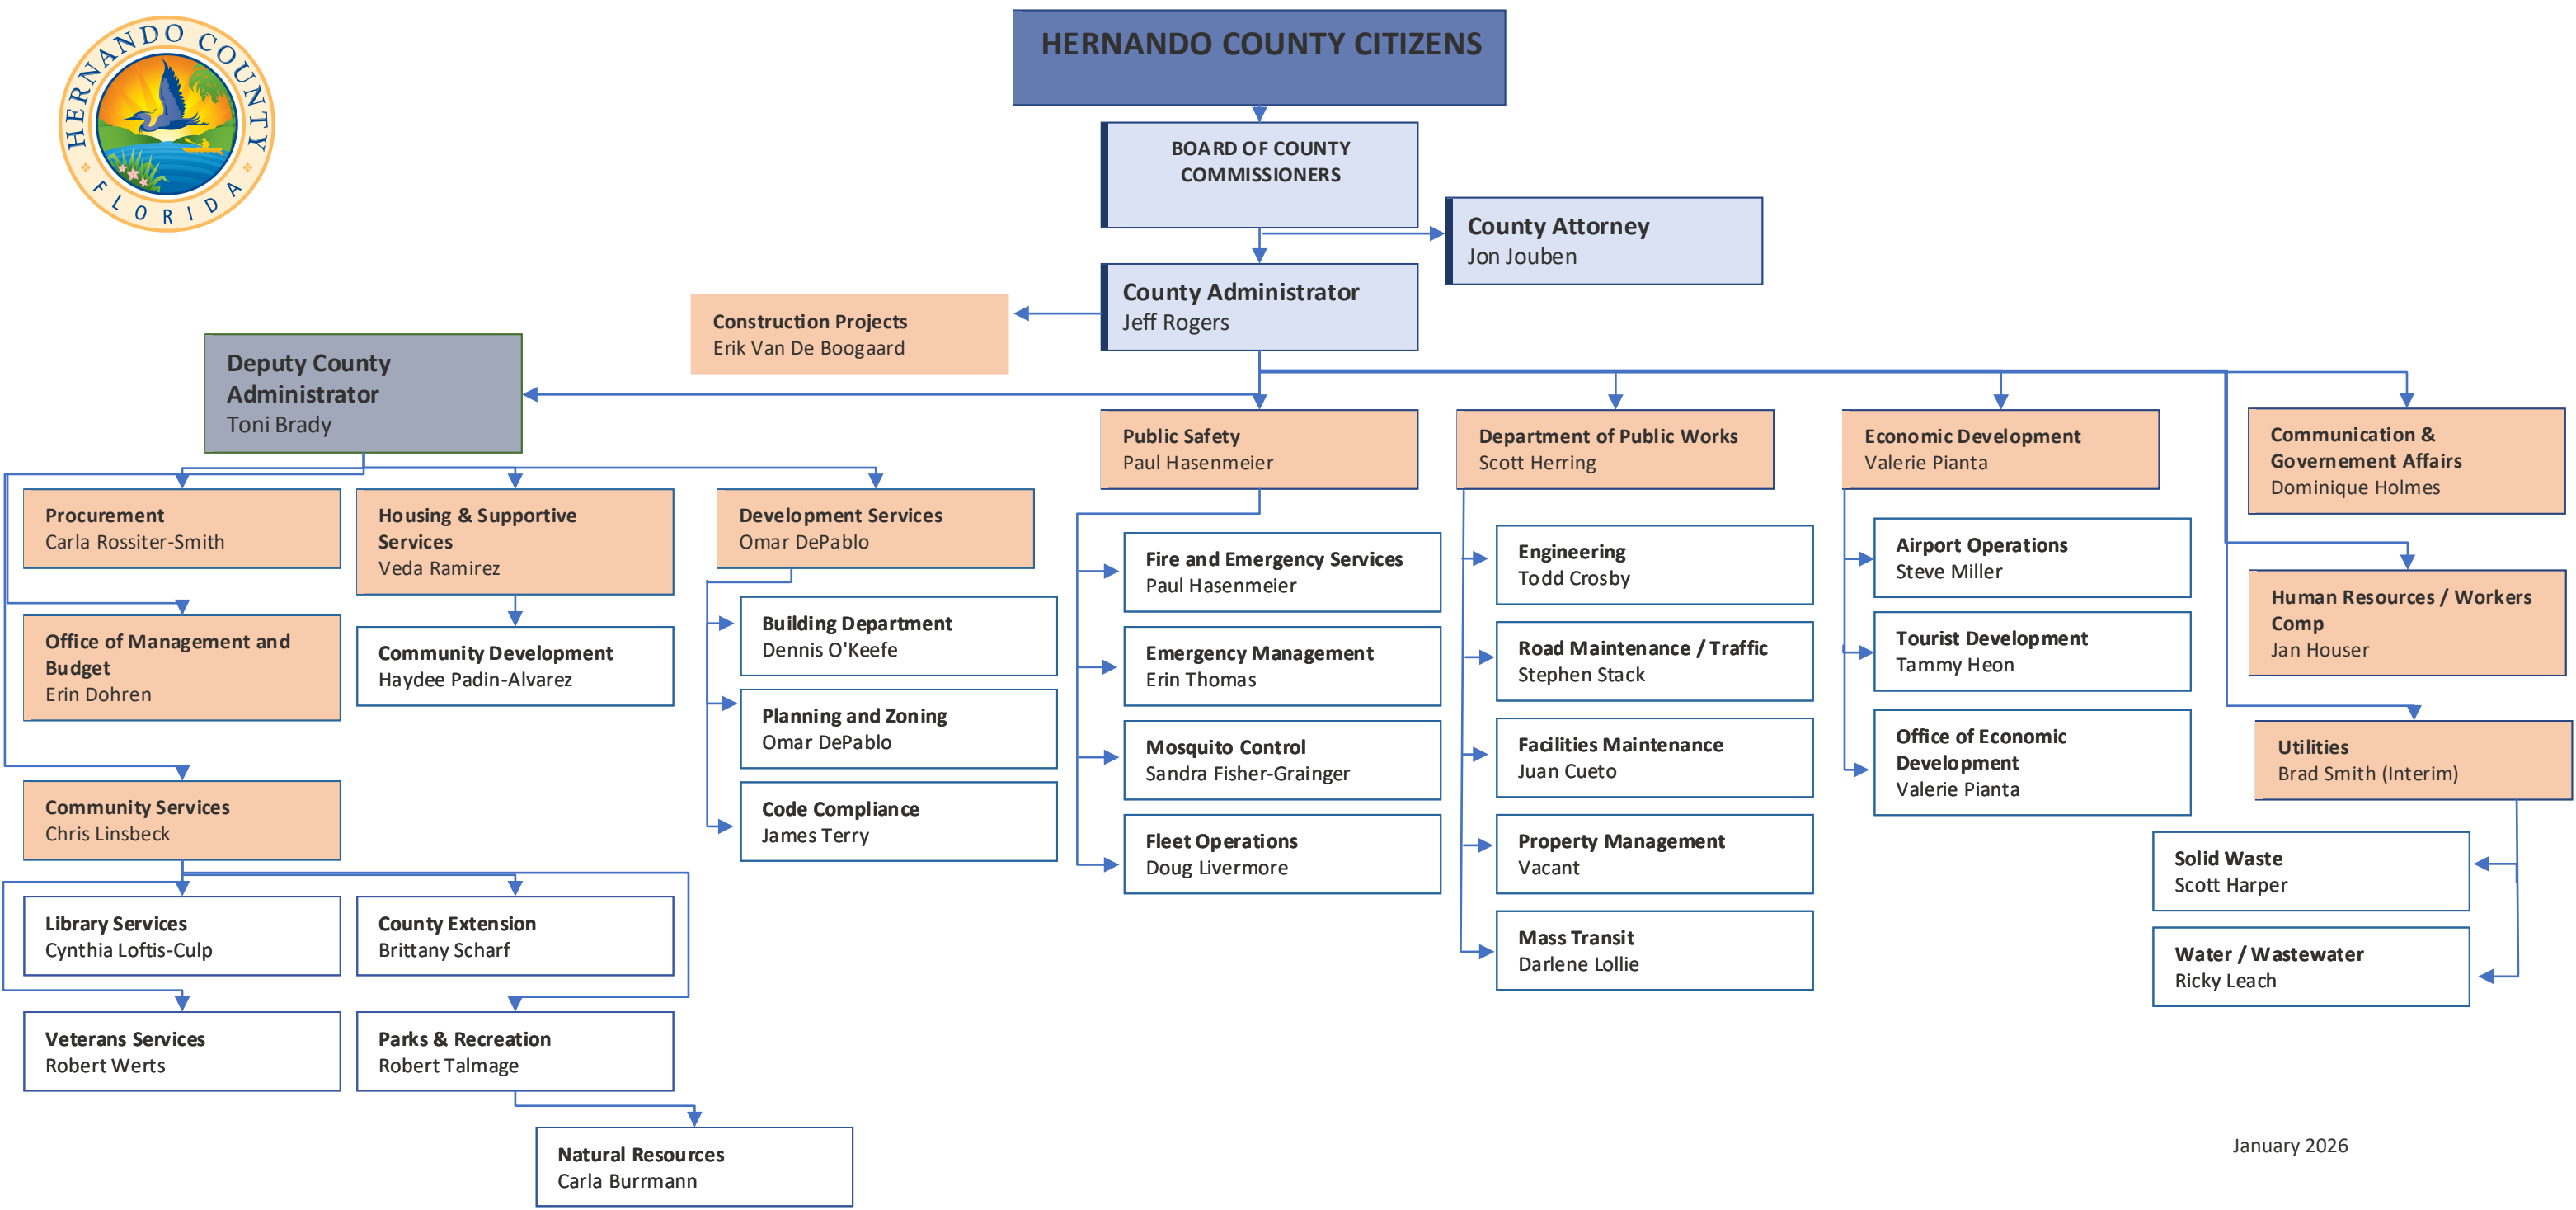 HERNANDO COUNTY
FLORIDA
HERNANDO COUNTY CITIZENS
BOARD OF COUNTY
COMMISSIONERS
County Attorney
Jon Jouben
County Administrator
Jeff Rogers
Construction Projects
Erik Van De Boogaard
Deputy County
Administrator
Toni Brady
Public Safety
Paul Hasenmeier
Department of Public Works
Scott Herring
Economic Development
Valerie Pianta
Communication &
Governement Affairs
Dominique Holmes
Procurement
Carla Rossiter-Smith
Housing & Supportive
Services
Veda Ramirez
Development Services
Omar DePablo
Office of Management and
Budget
Erin Dohren
Community Development
Haydee Padin-Alvarez
Building Department
Dennis O'Keefe
Planning and Zoning
Omar DePablo
Code Compliance
James Terry
Fire and Emergency Services
Paul Hasenmeier
Emergency Management
Erin Thomas
Mosquito Control
Sandra Fisher-Grainger
Fleet Operations
Doug Livermore
Engineering
Todd Crosby
Road Maintenance / Traffic
Stephen Stack
Facilities Maintenance
Juan Cueto
Property Management
Vacant
Mass Transit
Darlene Lollie
Airport Operations
Steve Miller
Tourist Development
Tammy Heon
Office of Economic
Development
Valerie Pianta
Human Resources / Workers
Comp
Jan Houser
Utilities
Brad Smith (Interim)
Solid Waste
Scott Harper
Water / Wastewater
Ricky Leach
Community Services
Chris Linsbeck
Library Services
Cynthia Loftis-Culp
County Extension
Brittany Scharf
Veterans Services
Robert Werts
Parks & Recreation
Robert Talmage
Natural Resources
Carla Burrmann
January 2026